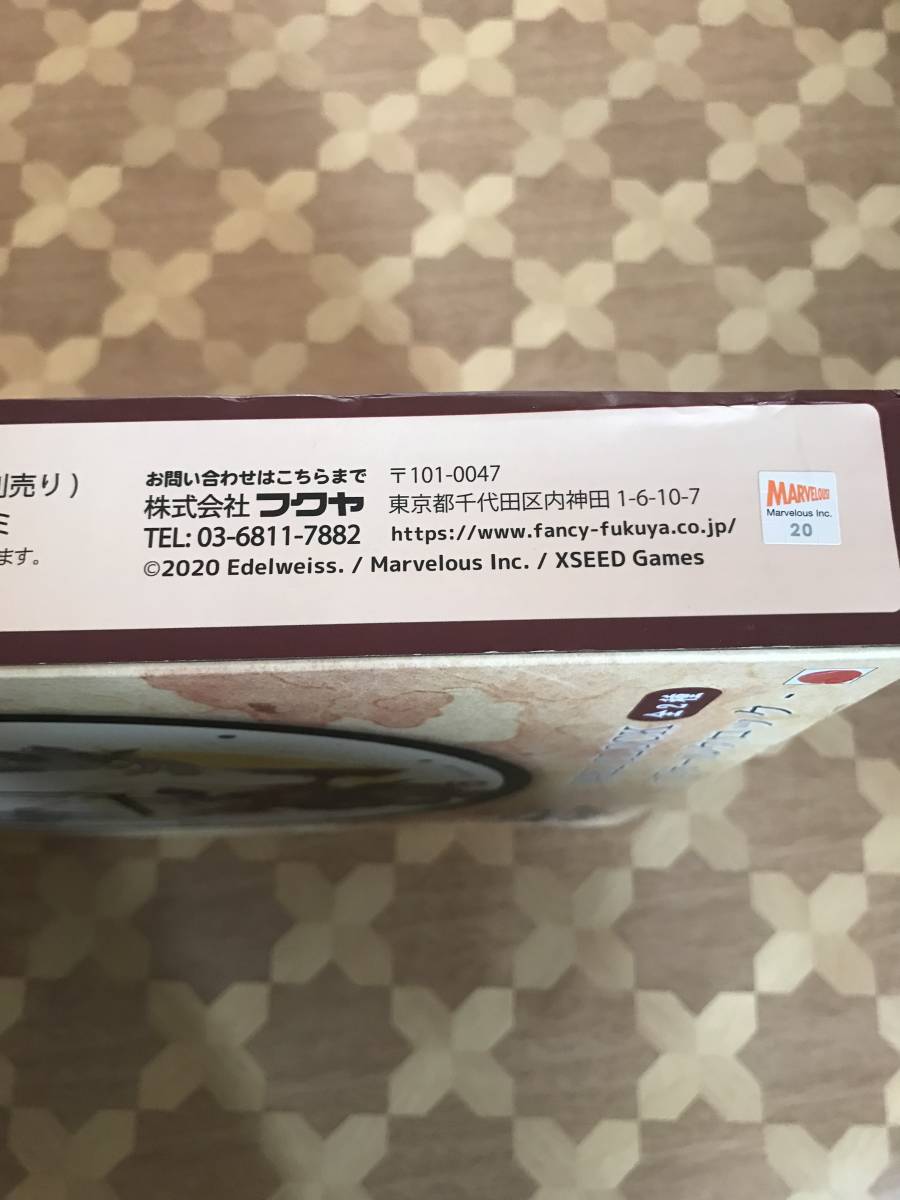 別売り)
ミ
ます。
お問い合わせはこちらまで
株式会社 フクヤ
TEL: 03-6811-7882
〒101-0047
東京都千代田区内神田 1-6-10-7
https://www.fancy-fukuya.co.jp/
©2020 Edelweiss. / Marvelous Inc. / XSEED Games
MARVELOUS!
Marvelous Inc.
20
全2種